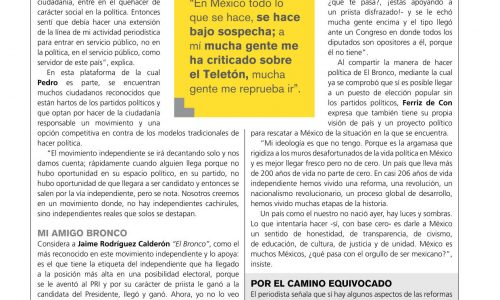 ciudadanía, entre en el quehacer de
carácter social en la política. Entonces
sentí que debía hacer una extensión
de la línea de mi actividad periodística
para entrar en servicio público, no en
la política, en el servicio público, como
servidor de este país", explica.
En esta plataforma de la cual
Pedro es parte, se encuentran
muchos ciudadanos reconocidos que
están hartos de los partidos políticos y
que optan por hacer de la ciudadanía
responsable un movimiento y una
opción competitiva en contra de los modelos tradicionales de
hacer política.
"El movimiento independiente se irá decantando solo y nos
damos cuenta; rápidamente cuando alguien llega porque no
hubo oportunidad en su espacio político, en su partido, no
hubo oportunidad de que llegara a ser candidato y entonces se
salen por la vía independiente, pero se nota. Nosotros creemos
en un movimiento donde, no hay independientes cachirules,
sino independientes reales que solos se destapan.
MI AMIGO BRONCO
Considera a Jaime Rodríguez Calderón "El Bronco", como el
más reconocido en este movimiento independiente y lo apoya:
es el que tiene la etiqueta del independiente que ha llegado
a la posición más alta en una posibilidad electoral, porque
se le aventó al PRI y por su carácter de priista le ganó a la
candidata del Presidente, llegó y ganó. Ahora, yo no lo veo
"En México todo lo
que se hace, se hace
bajo sospecha; a
mí mucha gente me
ha criticado sobre
el Teletón, mucha
gente me reprueba ir".
¿qué te pasa?, ¡estás apoyando a
un priista disfrazado!- y se le echó
mucha gente encima y el tipo llegó
ante un Congreso en donde todos los
diputados son opositores a él, porque
él no tiene".
Al compartir la manera de hacer
política de El Bronco, mediante la cual
ya se comprobó que sí es posible llegar
a un puesto de elección popular sin
los partidos políticos, Ferriz de Con
expresa que también tiene su propia
visión de país y un proyecto político
para rescatar a México de la situación en la que se encuentra.
"Mi ideología es que no tengo. Porque es la argamasa que
rigidiza a los muros desafortunados de la vida política en México
y es mejor llegar fresco pero no de cero. Un país que lleva más
de 200 años de vida no parte de cero. En casi 206 años de vida
independiente hemos vivido una reforma, una revolución, un
nacionalismo revolucionario, un proceso global de desarrollo,
hemos vivido muchas etapas de la historia.
Un país como el nuestro no nació ayer, hay luces y sombras.
Lo que intentaría hacer -sí, con base cero- es darle a México
un sentido de honestidad, de transparencia, de civismo,
de educación, de cultura, de justicia y de unidad. México es
muchos Méxicos, ¿qué pasa con el orgullo de ser mexicano?",
insiste.
POR EL CAMINO EQUIVOCADO
El periodista señala que si hay algunos aspectos de las reformas